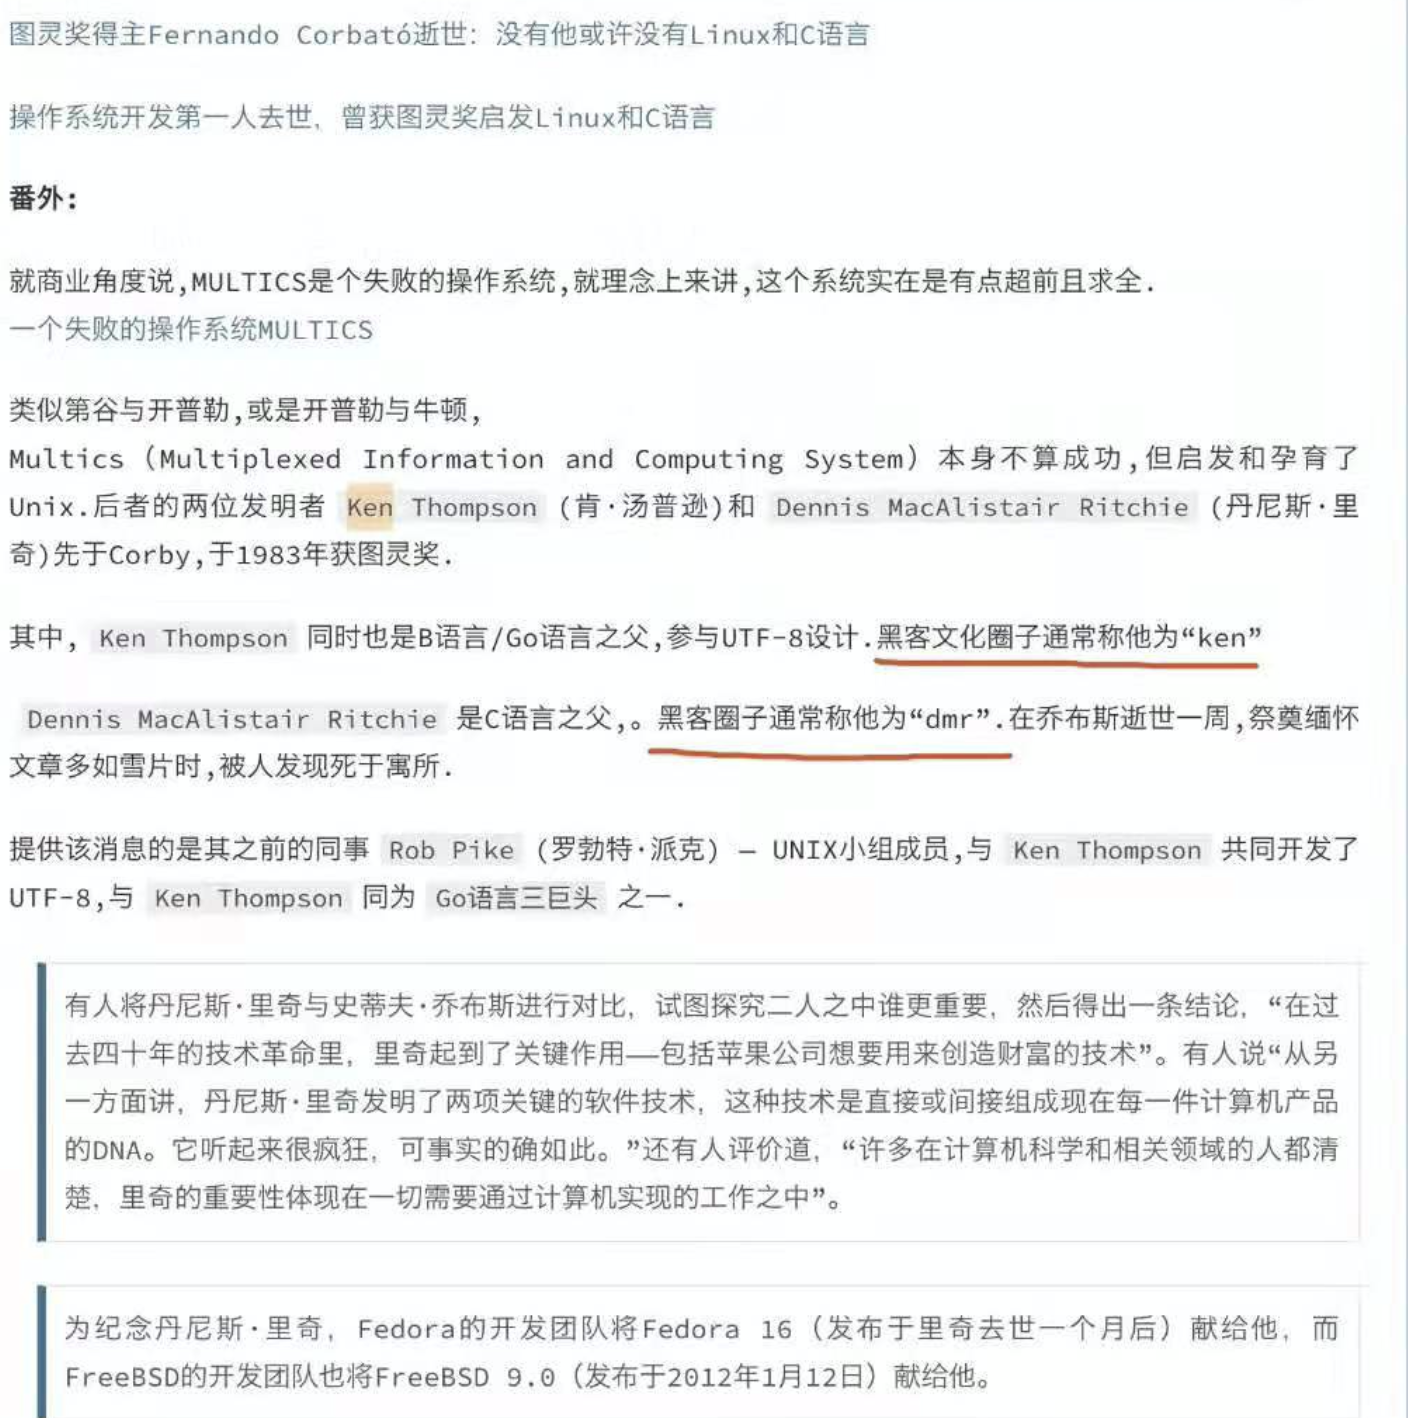 图灵奖得主Fernando Corbató逝世：没有他或许没有Linux和C语言
操作系统开发第一人去世，曾获图灵奖启发Linux和C语言
番外:
就商业角度说,MULTICS是个失败的操作系统,就理念上来讲,这个系统实在是有点超前且求全.
一个失败的操作系统MULTICS
类似第谷与开普勒,或是开普勒与牛顿,
Multics（Multiplexed Information and Computing System）本身不算成功,但启发和孕育了
Unix.后者的两位发明者 Ken Thompson (肯·汤普逊)和 Dennis MacAlistair Ritchie (丹尼斯·里
奇)先于Corby,于1983年获图灵奖.
其中, Ken Thompson 同时也是B语言/Go语言之父,参与UTF-8设计.黑客文化圈子通常称他为“ken”
Dennis MacAlistair Ritchie 是C语言之父,。黑客圈子通常称他为“dmr”.在乔布斯逝世一周,祭奠缅怀
文章多如雪片时,被人发现死于寓所.
提供该消息的是其之前的同事 Rob Pike (罗勃特·派克) — UNIX小组成员,与 Ken Thompson 共同开发了
UTF-8,与 Ken Thompson 同为 Go语言三巨头 之一.
有人将丹尼斯·里奇与史蒂夫·乔布斯进行对比，试图探究二人之中谁更重要，然后得出一条结论，“在过
去四十年的技术革命里，里奇起到了关键作用——包括苹果公司想要用来创造财富的技术”。有人说“从另
一方面讲，丹尼斯·里奇发明了两项关键的软件技术，这种技术是直接或间接组成现在每一件计算机产品
的DNA。它听起来很疯狂，可事实的确如此。”还有人评价道，“许多在计算机科学和相关领域的人都清
楚，里奇的重要性体现在一切需要通过计算机实现的工作之中”。
为纪念丹尼斯·里奇，Fedora的开发团队将Fedora 16（发布于里奇去世一个月后）献给他，而
FreeBSD的开发团队也将FreeBSD 9.0（发布于2012年1月12日）献给他。